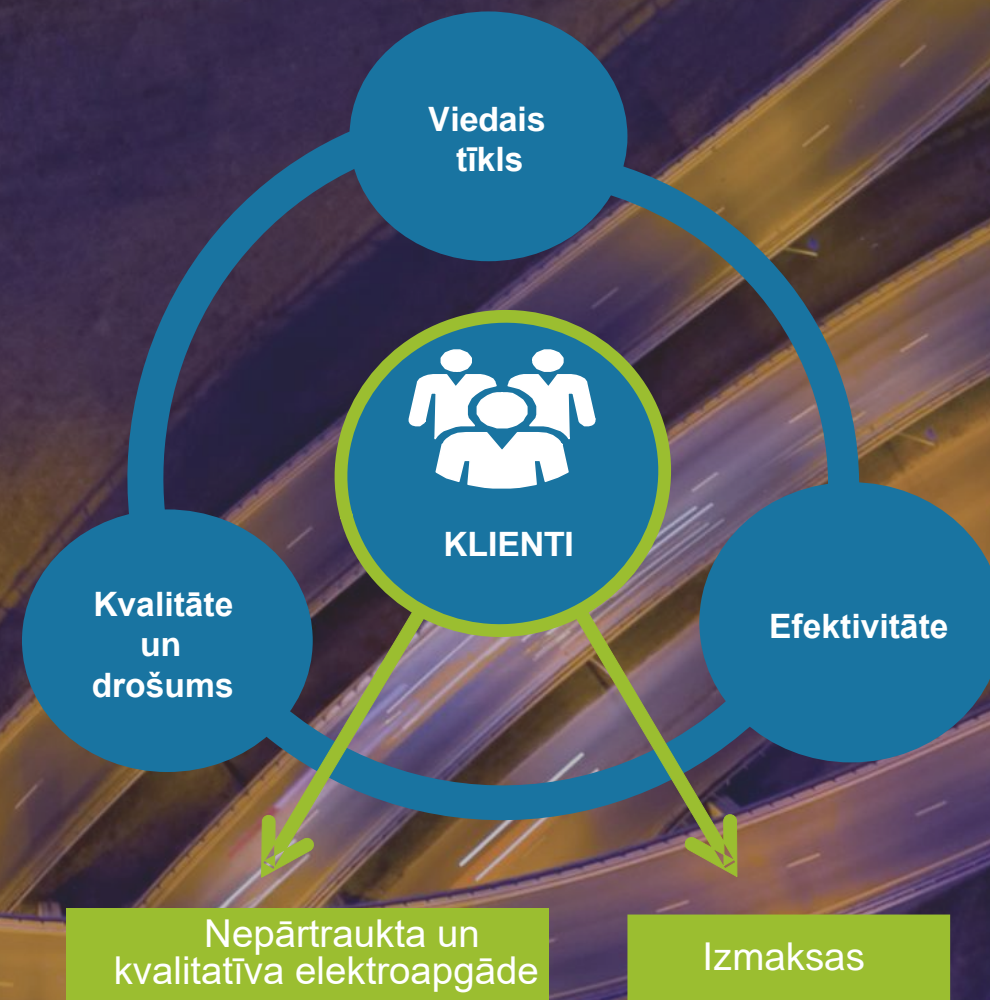 Viedais
tīkls
KLIENTI
Kvalitāte
un
drošums
Efektivitāte
Nepārtraukta un
kvalitatīva elektroapgāde
Izmaksas